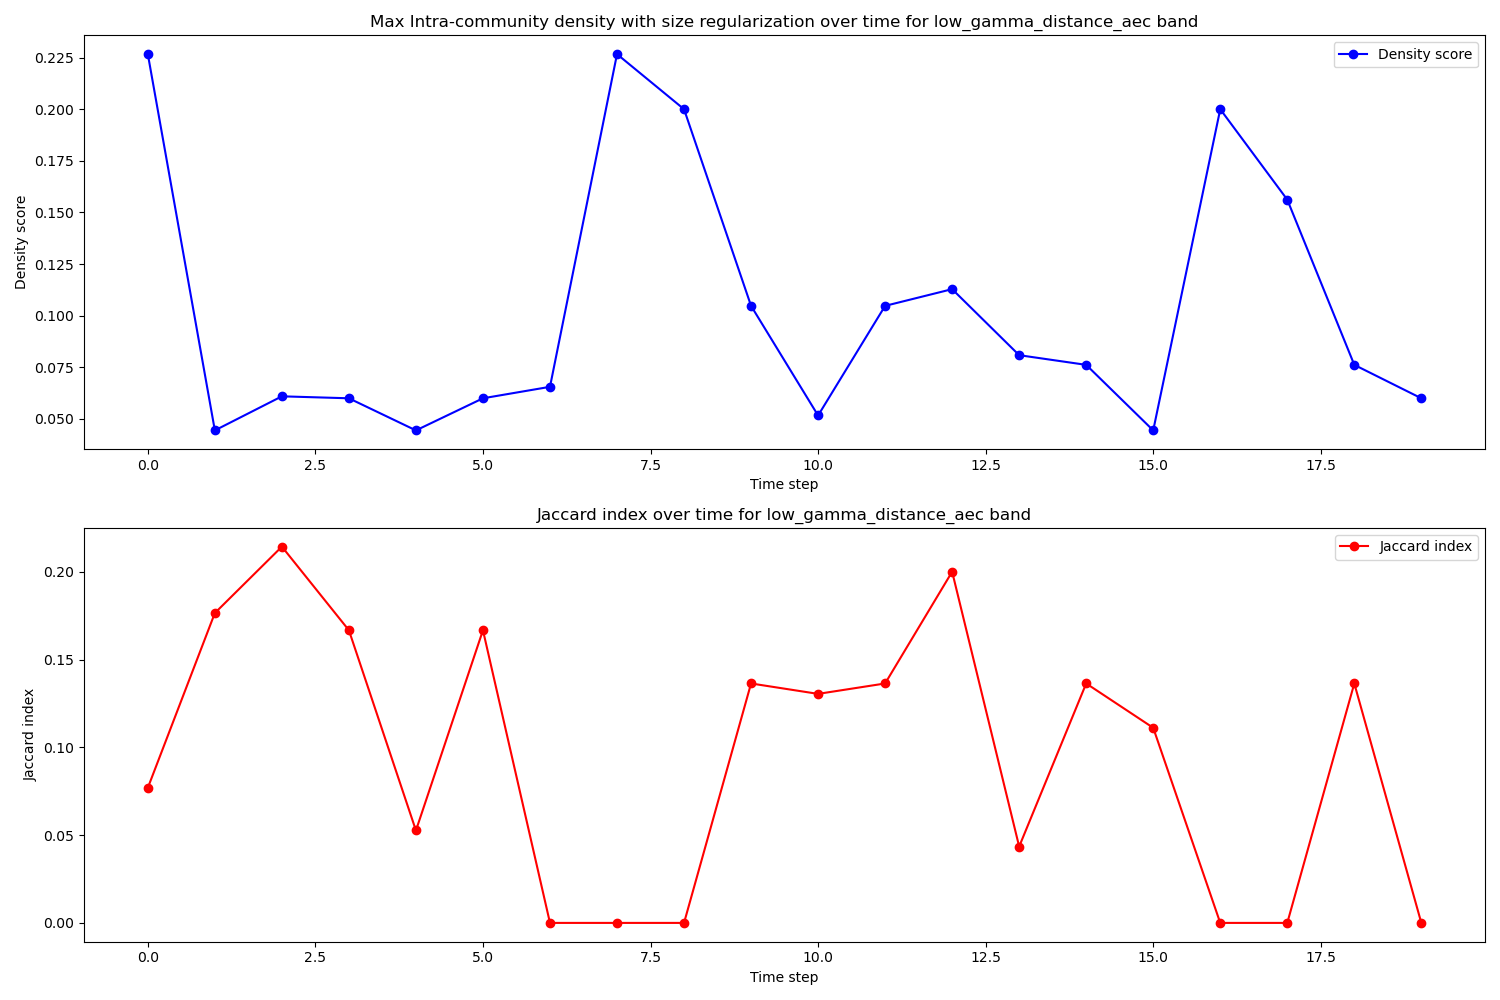 Max Intra-community density with size regularization over time for low_gamma_distance_aec band
Density score
0.225
0.200
0.175
0.150
0.125
0.100
0.075
0.050
Density score
0.0 2.5 5.0 7.5 10.0 12.5 15.0 17.5
Time step
Jaccard index over time for low_gamma_distance_aec band
Jaccard index
0.20
0.15
0.10
0.05
0.00
Jaccard index
0.0 2.5 5.0 7.5 10.0 12.5 15.0 17.5
Time step